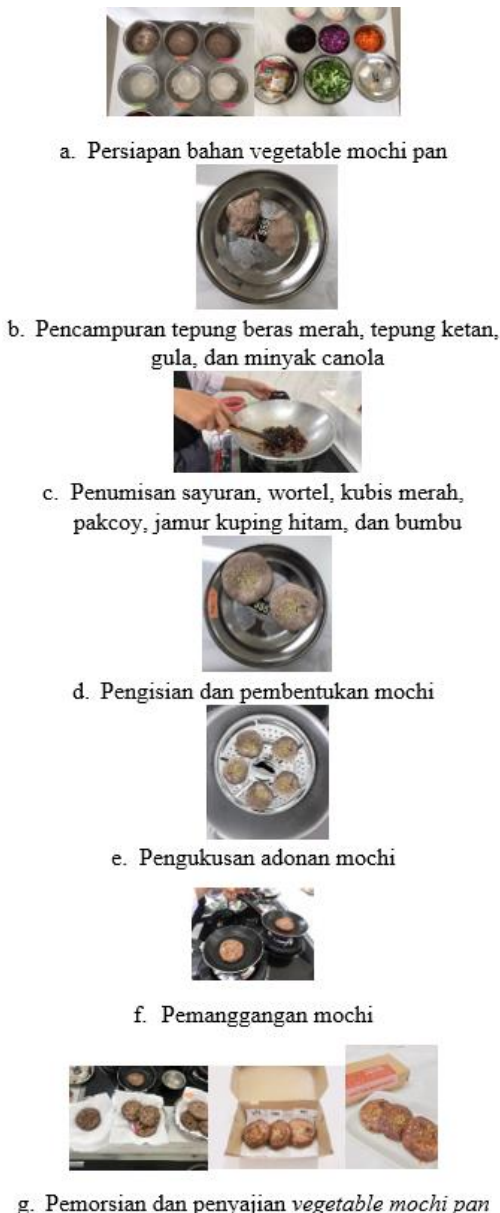 a. Persiapan bahan vegetable mochi pan
b. Pencampuran tepung beras merah, tepung ketan,
gula, dan minyak canola
c. Penumisan sayuran, wortel, kubis merah,
pakcoy, jamur kuping hitam, dan bumbu
d. Pengisian dan pembentukan mochi
e. Pengukusan adonan mochi
f. Pemanggangan mochi
g. Pemorsian dan penyajian vegetable mochi pan